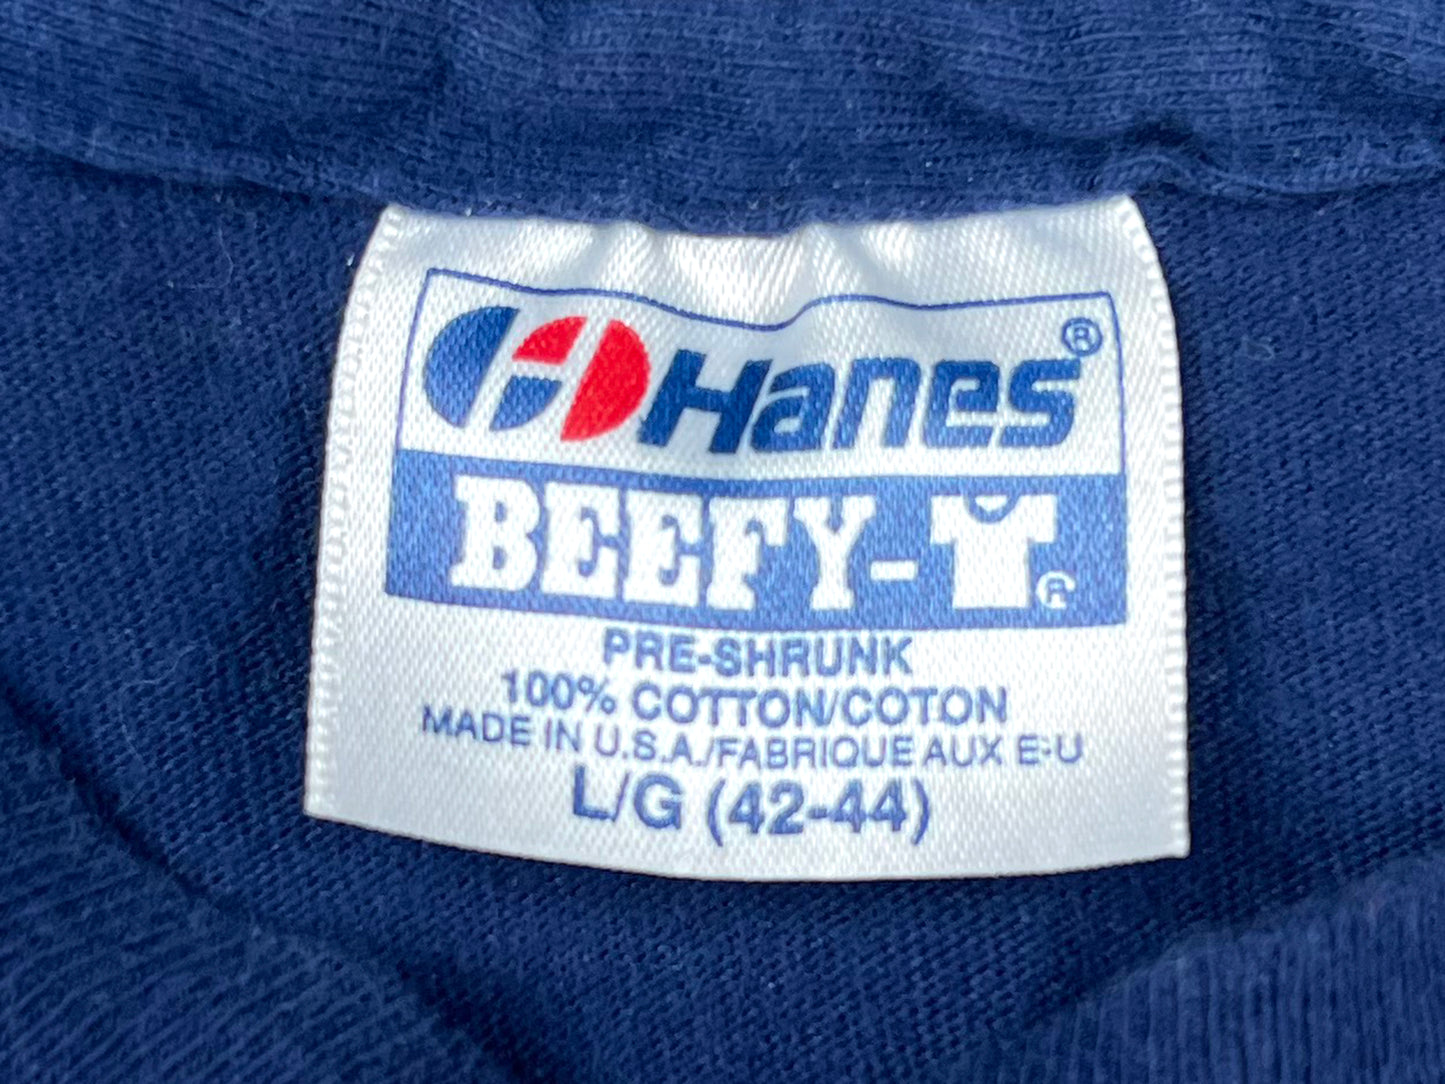 Hanes®
BEEFY-T®
PRE-SHRUNK
100% COTTON/COTON
MADE IN U.S.A./FABRIQUE AUX E-U
L/G (42-44)